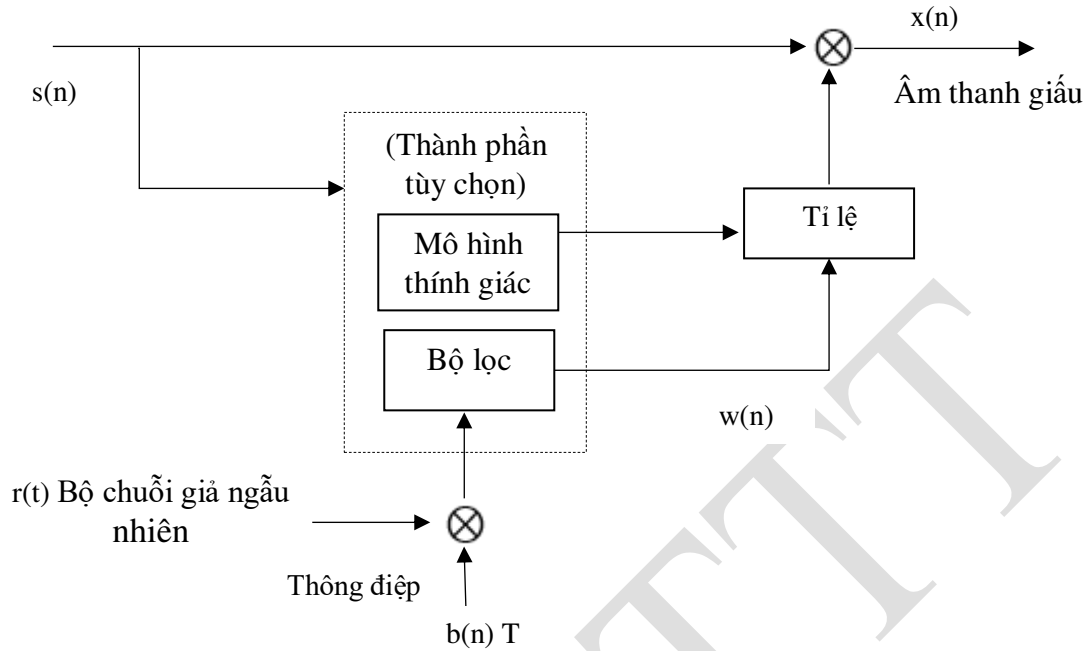 x(n)
s(n)
Âm thanh giấu
(Thành phần
tùy chọn)
Tỉ lệ
Mô hình
thính giác
Bộ lọc
w(n)
r(t) Bộ chuỗi giả ngẫu
nhiên
Thông điệp
b(n) T
TTT